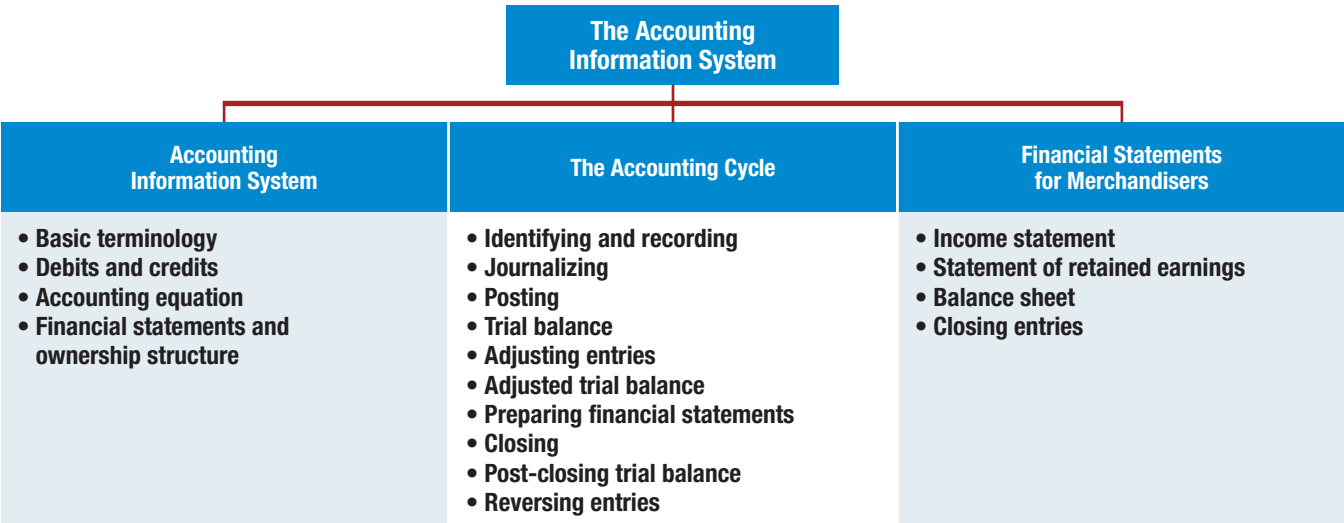 The Accounting
Information System
Accounting
Information System
• Basic terminology
• Debits and credits
• Accounting equation
• Financial statements and
ownership structure
The Accounting Cycle
• Identifying and recording
• Journalizing
• Posting
• Trial balance
• Adjusting entries
• Adjusted trial balance
• Preparing financial statements
• Closing
• Post-closing trial balance
• Reversing entries
Financial Statements
for Merchandisers
• Income statement
• Statement of retained earnings
• Balance sheet
• Closing entries